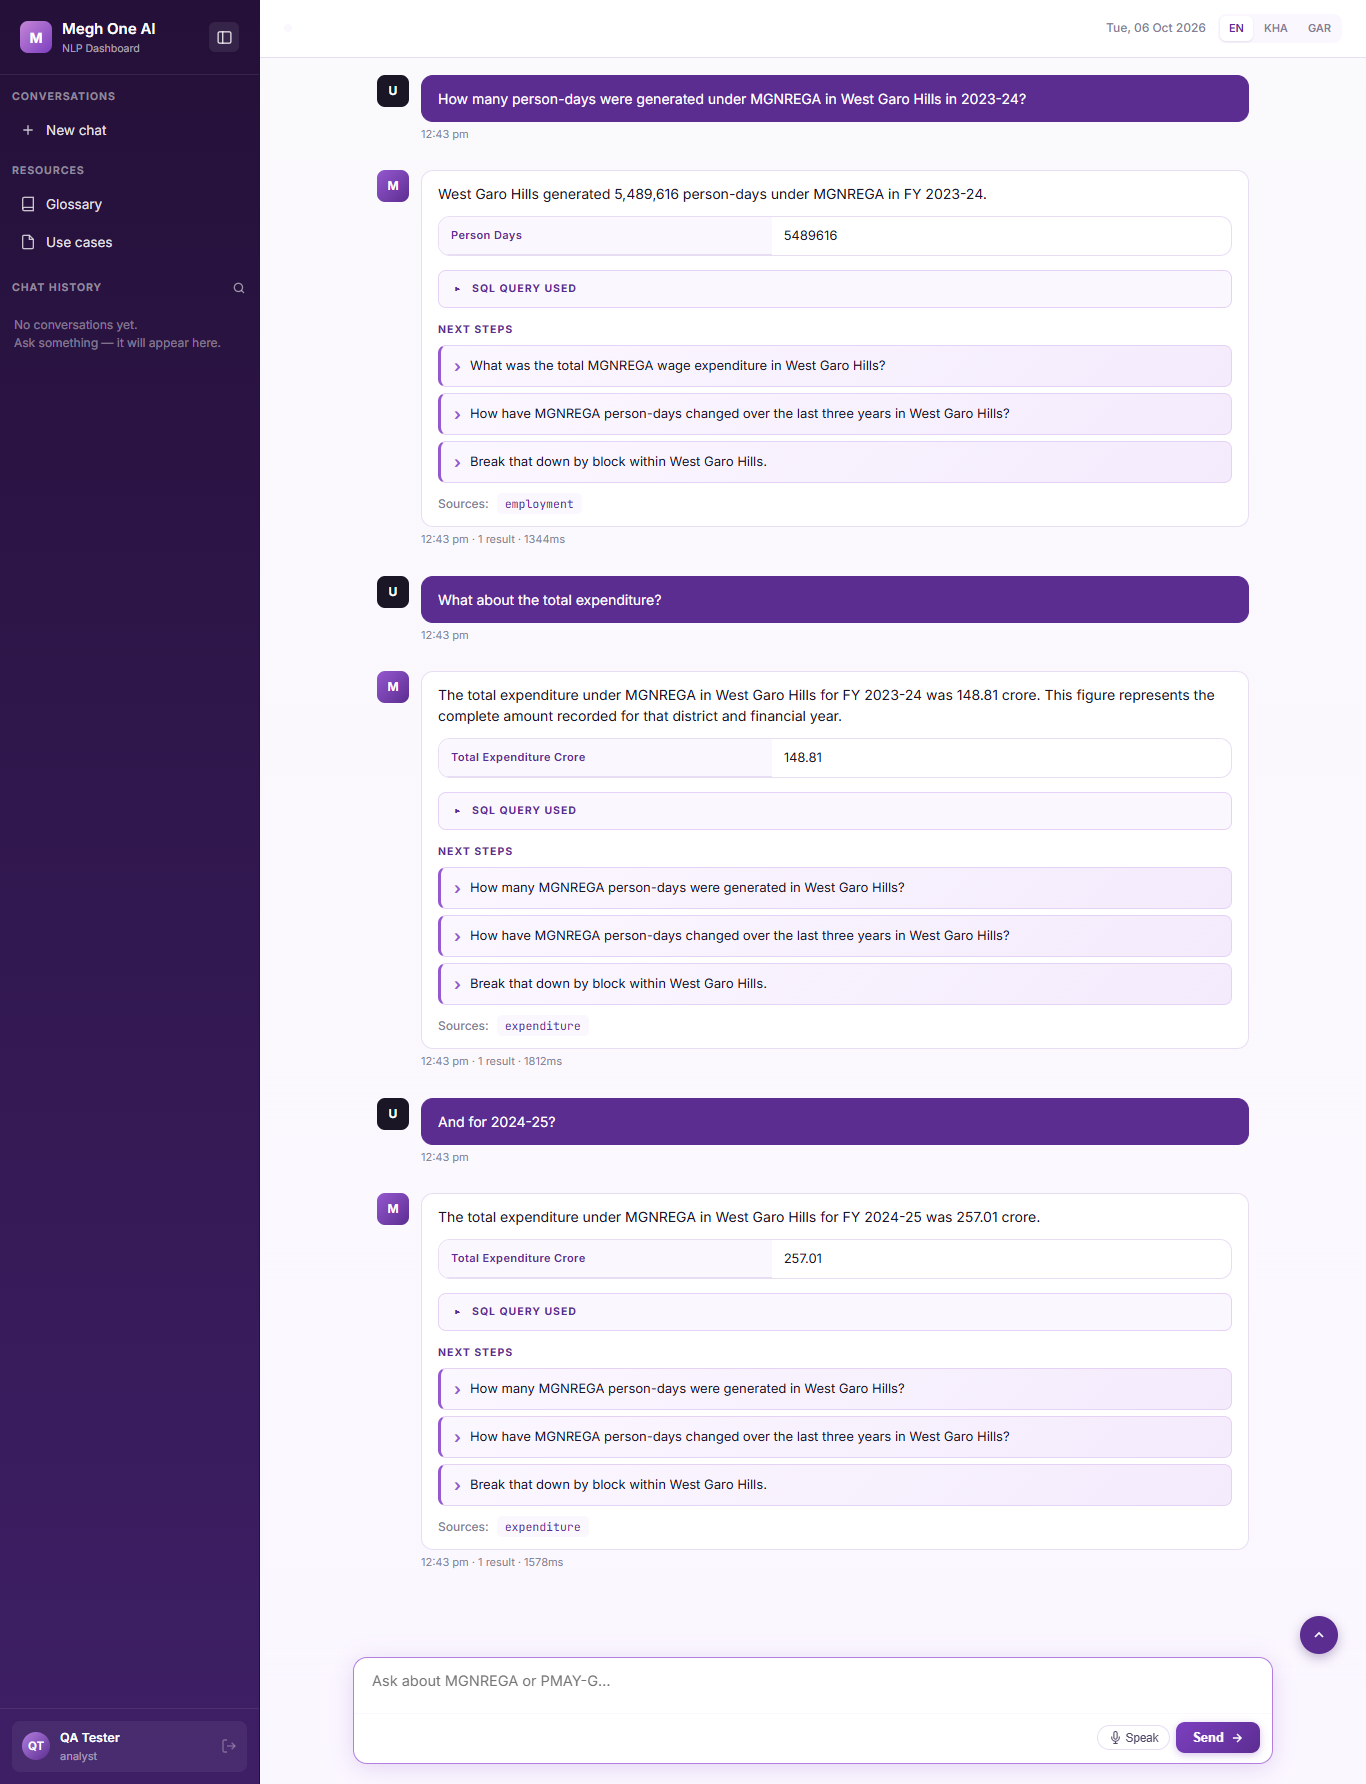 M
Megh One AI
NLP Dashboard
CONVERSATIONS
+ New chat
RESOURCES
Glossary
Use cases
CHAT HISTORY
No conversations yet.
Ask something — it will appear here.
QT
QA Tester
analyst
Tue, 06 Oct 2026
EN KHA GAR
U
How many person-days were generated under MGNREGA in West Garo Hills in 2023-24?
12:43 pm
M
West Garo Hills generated 5,489,616 person-days under MGNREGA in FY 2023-24.
Person Days 5489616
SQL QUERY USED
NEXT STEPS
What was the total MGNREGA wage expenditure in West Garo Hills?
How have MGNREGA person-days changed over the last three years in West Garo Hills?
Break that down by block within West Garo Hills.
Sources: employment
12:43 pm · 1 result · 1344ms
U
What about the total expenditure?
12:43 pm
M
The total expenditure under MGNREGA in West Garo Hills for FY 2023-24 was 148.81 crore. This figure represents the
complete amount recorded for that district and financial year.
Total Expenditure Crore 148.81
SQL QUERY USED
NEXT STEPS
How many MGNREGA person-days were generated in West Garo Hills?
How have MGNREGA person-days changed over the last three years in West Garo Hills?
Break that down by block within West Garo Hills.
Sources: expenditure
12:43 pm · 1 result · 1812ms
U
And for 2024-25?
12:43 pm
M
The total expenditure under MGNREGA in West Garo Hills for FY 2024-25 was 257.01 crore.
Total Expenditure Crore 257.01
SQL QUERY USED
NEXT STEPS
How many MGNREGA person-days were generated in West Garo Hills?
How have MGNREGA person-days changed over the last three years in West Garo Hills?
Break that down by block within West Garo Hills.
Sources: expenditure
12:43 pm · 1 result · 1578ms
Ask about MGNREGA or PMAY-G...
Speak
Send →